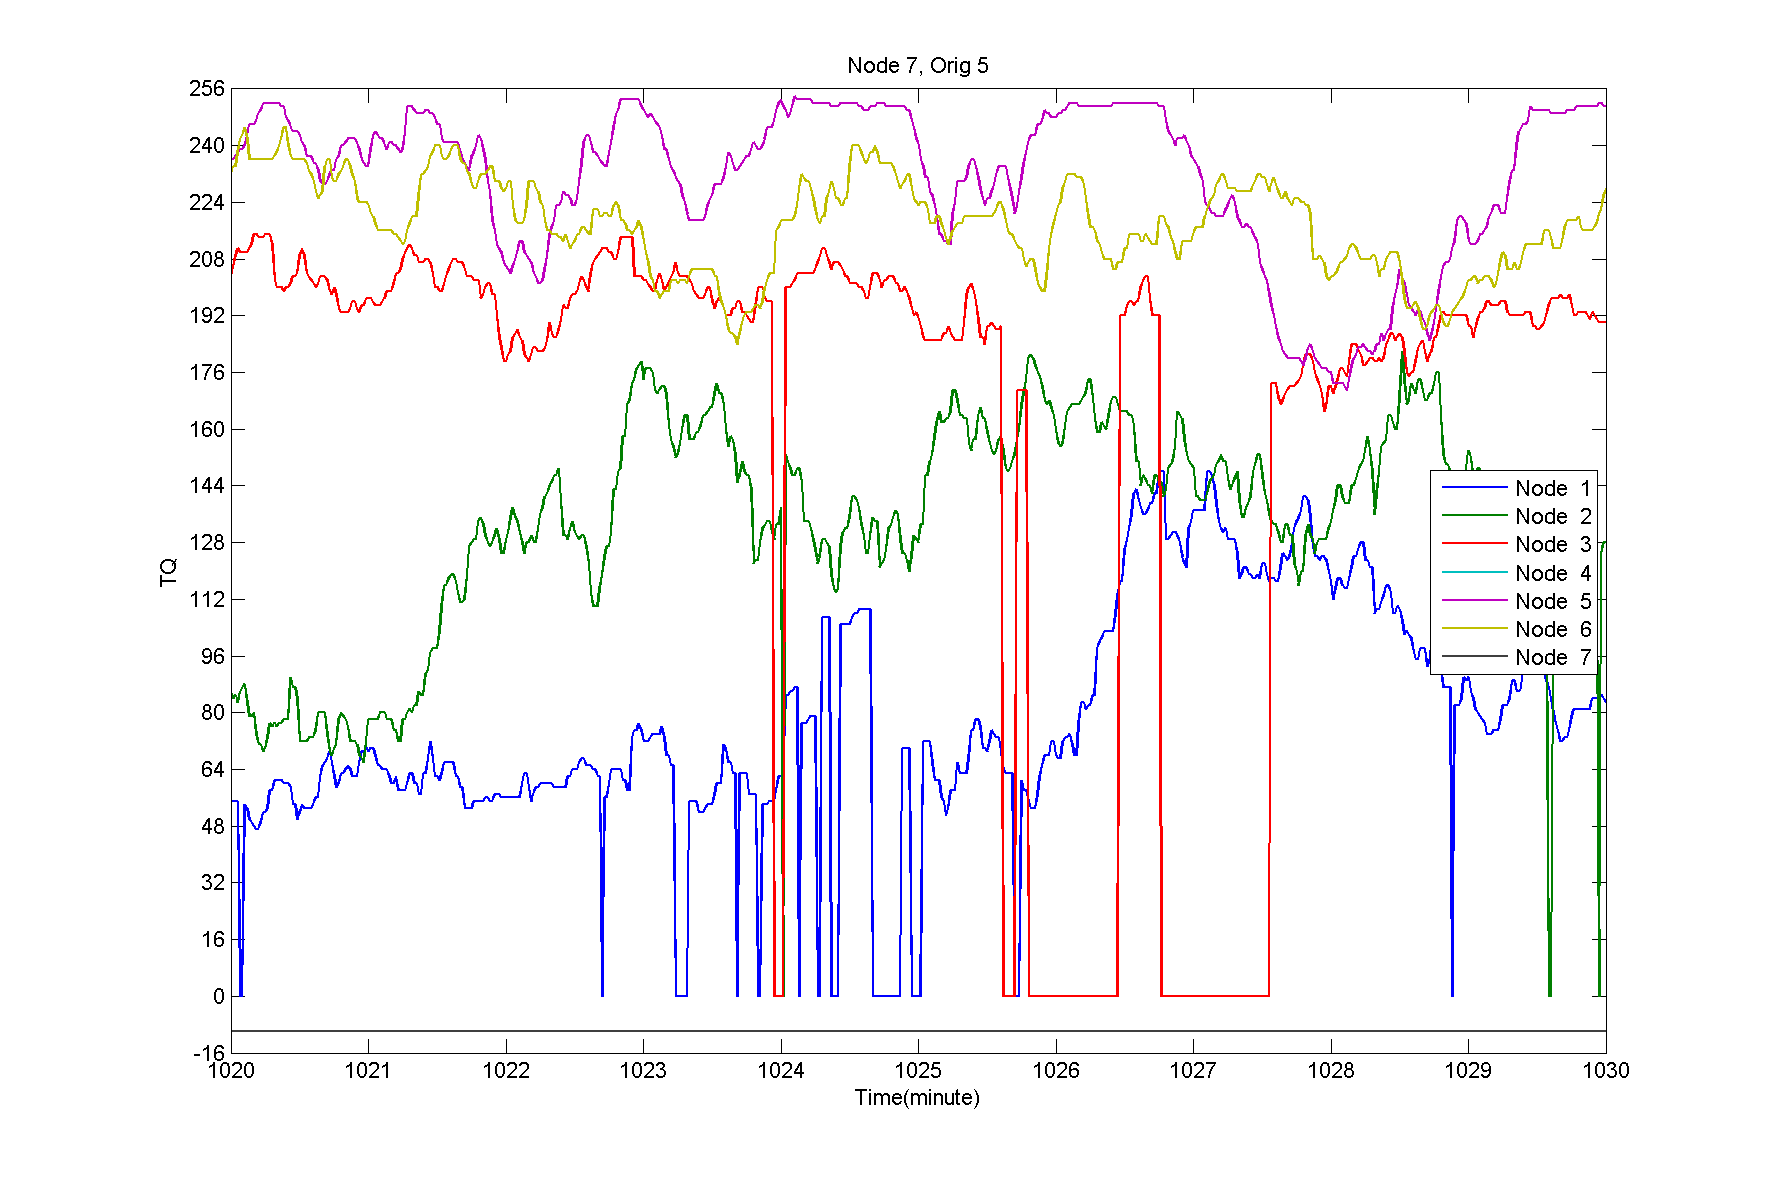 Node 7, Orig 5
256
240
224
208
192
176
160
144
128
112
96
80
64
48
32
16
0
-16
TQ
Node 1
Node 2
Node 3
Node 4
Node 5
Node 6
Node 7
1020 1021 1022 1023 1024 1025 1026 1027 1028 1029 1030
Time(minute)